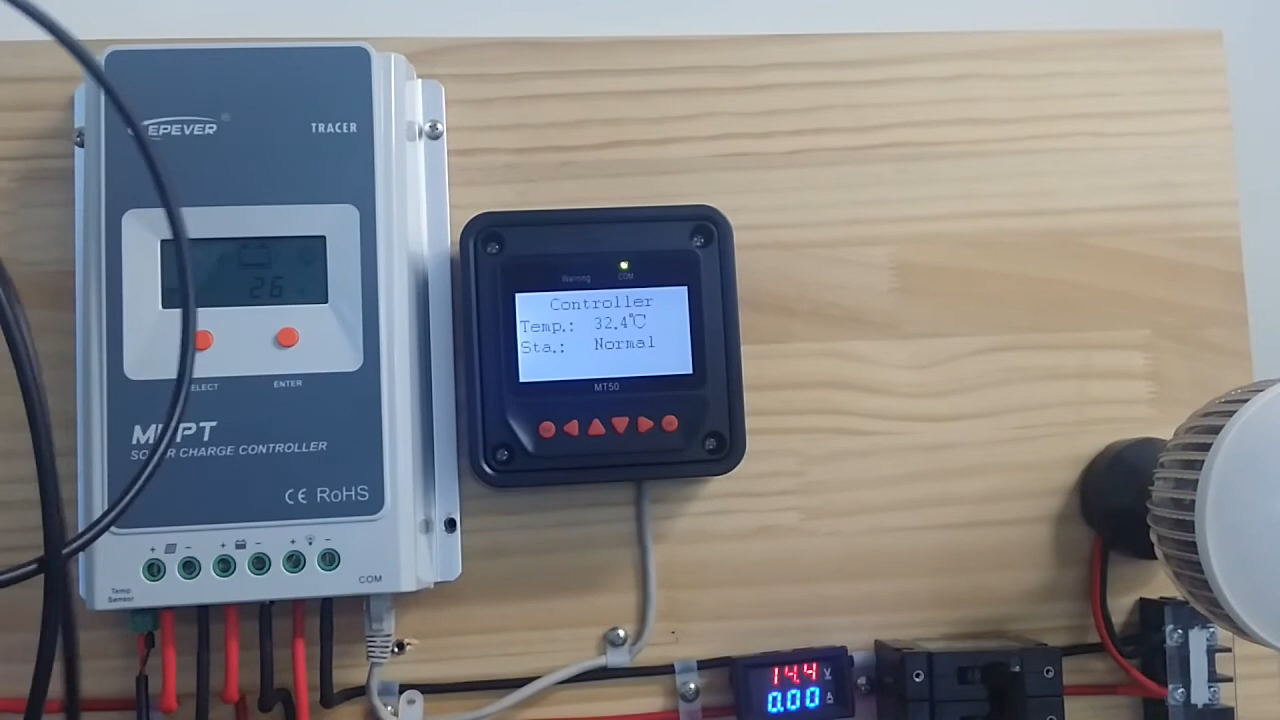 EPEVER
TRACER
26
SELECT
ENTER
MPPT
SOLAR CHARGE CONTROLLER
CE RoHS
+ - + - + -
Temp.
Sensor
COM
Warning
COM
Controller
Temp.: 32.4℃
Sta.: Normal
MT50
14.4 V
0.00 A